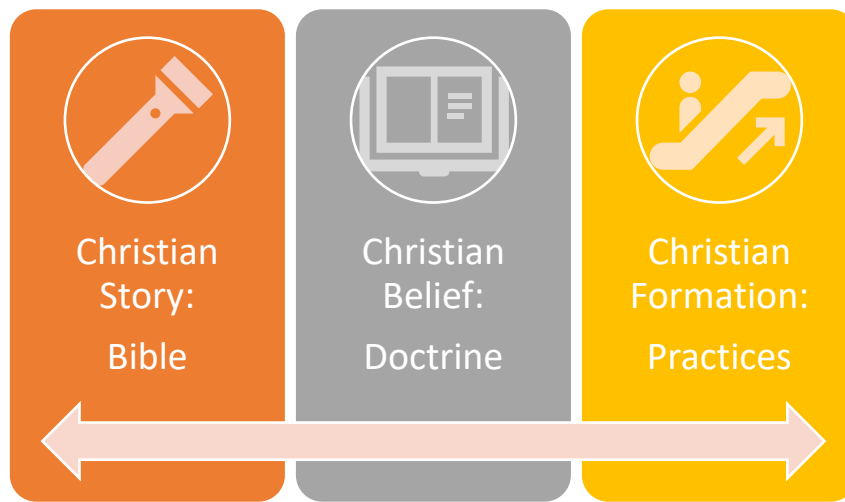 Christian
Story:
Bible
Christian
Belief:
Doctrine
Christian
Formation:
Practices